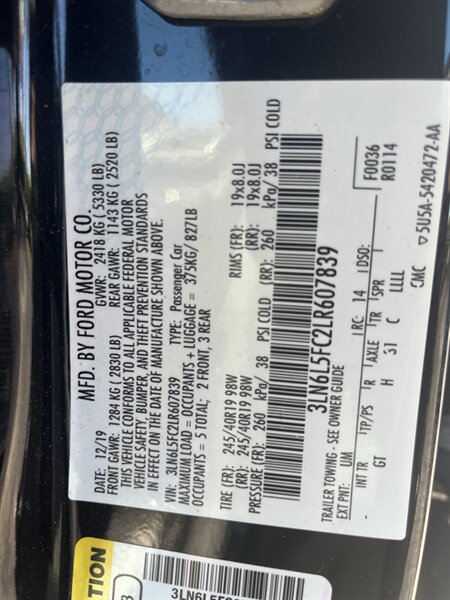 MFD. BY FORD MOTOR CO.
DATE: 12/19 GVWR: 2418 KG (5330 LB)
FRONT GAWR: 1284 KG (2830 LB) REAR GAWR: 1143 KG (2520 LB)
THIS VEHICLE CONFORMS TO ALL APPLICABLE FEDERAL MOTOR
VEHICLE SAFETY, BUMPER, AND THEFT PREVENTION STANDARDS
IN EFFECT ON THE DATE OF MANUFACTURE SHOWN ABOVE.
VIN: 3LN6L5FC2LR607839 TYPE: Passenger Car
MAXIMUM LOAD = OCCUPANTS + LUGGAGE = 375KG/827LB
OCCUPANTS = 5 TOTAL; 2 FRONT, 3 REAR
TIRE (FR): 245/40R19 98W RIMS (FR): 19x8.0J
TIRE (RR): 245/40R19 98W (RR): 19x8.0J
PRESSURE (FR): 260 kPa/ 38 PSI COLD (RR): 260 kPa/ 38 PSI COLD
3LN6L5FC2LR607839
TRAILER TOWING - SEE OWNER GUIDE
F0036
EXT PNT: UM RC: 14 DSO: R0114
INT TR TP/PS R AXLE TR SPR
GT H 31 C LLLL
CMC ▽5U5A-5420472-AA
TION
3LN6L5FC